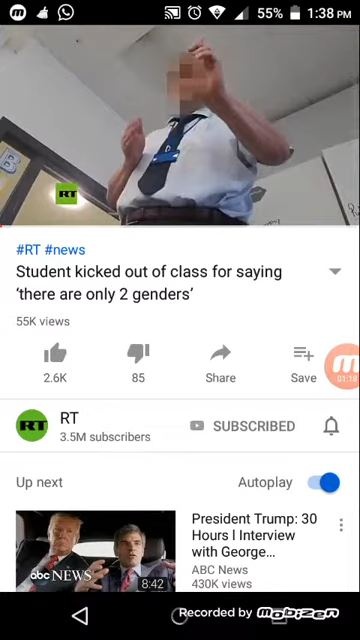 55% 1:38 PM
B
RT
#RT #news
Student kicked out of class for saying
‘there are only 2 genders’
55K views
2.6K 85 Share Save
01:18
RT
3.5M subscribers
SUBSCRIBED
Up next Autoplay
President Trump: 30
Hours l Interview
with George...
ABC News
430K views
abc NEWS
8:42
Recorded by mobizen